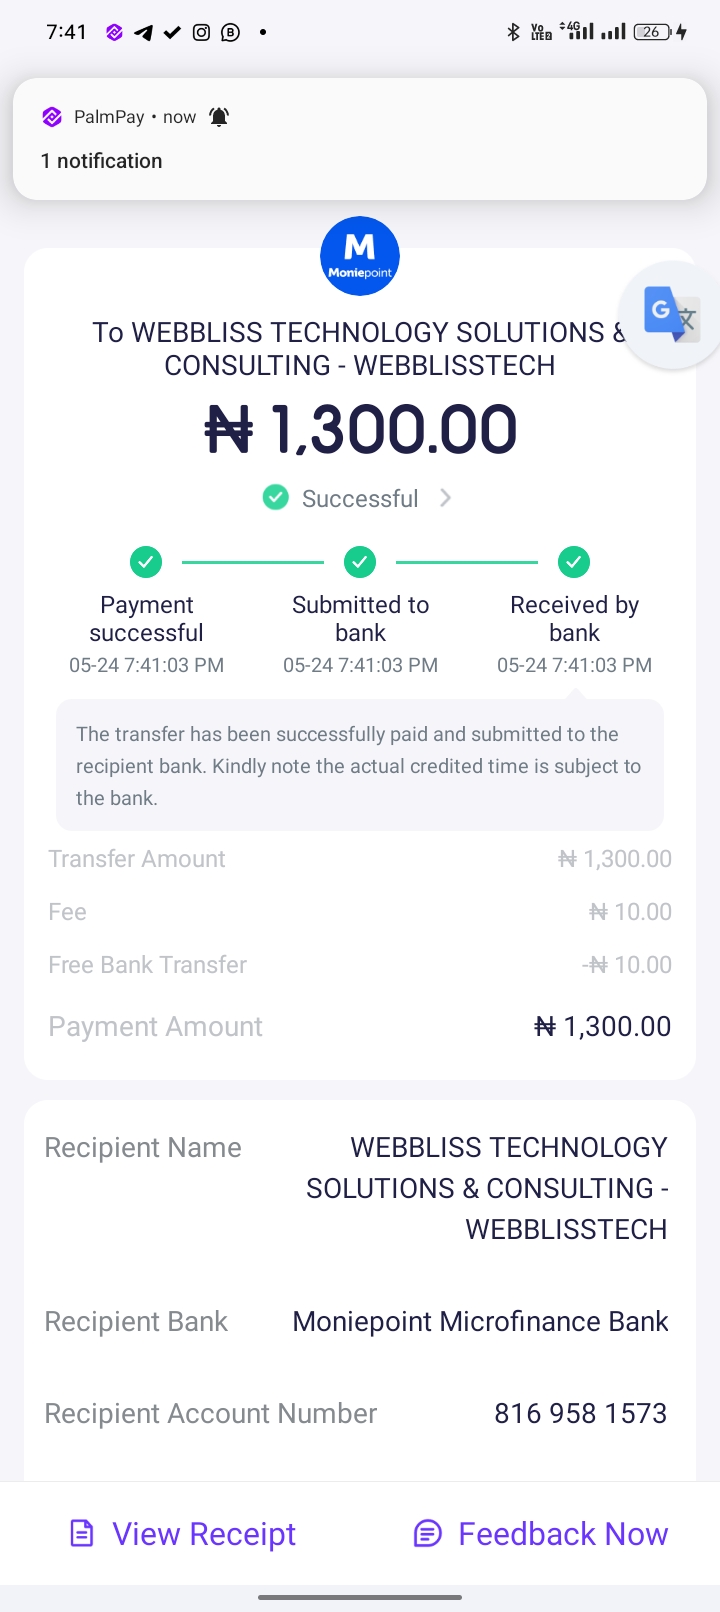 7:41
Vo LTE2 4G 26
PalmPay • now
1 notification
M
Moniepoint
G 文
To WEBBLISS TECHNOLOGY SOLUTIONS &
CONSULTING - WEBBLISSTECH
₦ 1,300.00
Successful
Payment successful
05-24 7:41:03 PM
Submitted to bank
05-24 7:41:03 PM
Received by bank
05-24 7:41:03 PM
The transfer has been successfully paid and submitted to the
recipient bank. Kindly note the actual credited time is subject to
the bank.
Transfer Amount ₦ 1,300.00
Fee ₦ 10.00
Free Bank Transfer -₦ 10.00
Payment Amount ₦ 1,300.00
Recipient Name WEBBLISS TECHNOLOGY
SOLUTIONS & CONSULTING -
WEBBLISSTECH
Recipient Bank Moniepoint Microfinance Bank
Recipient Account Number 816 958 1573
View Receipt Feedback Now